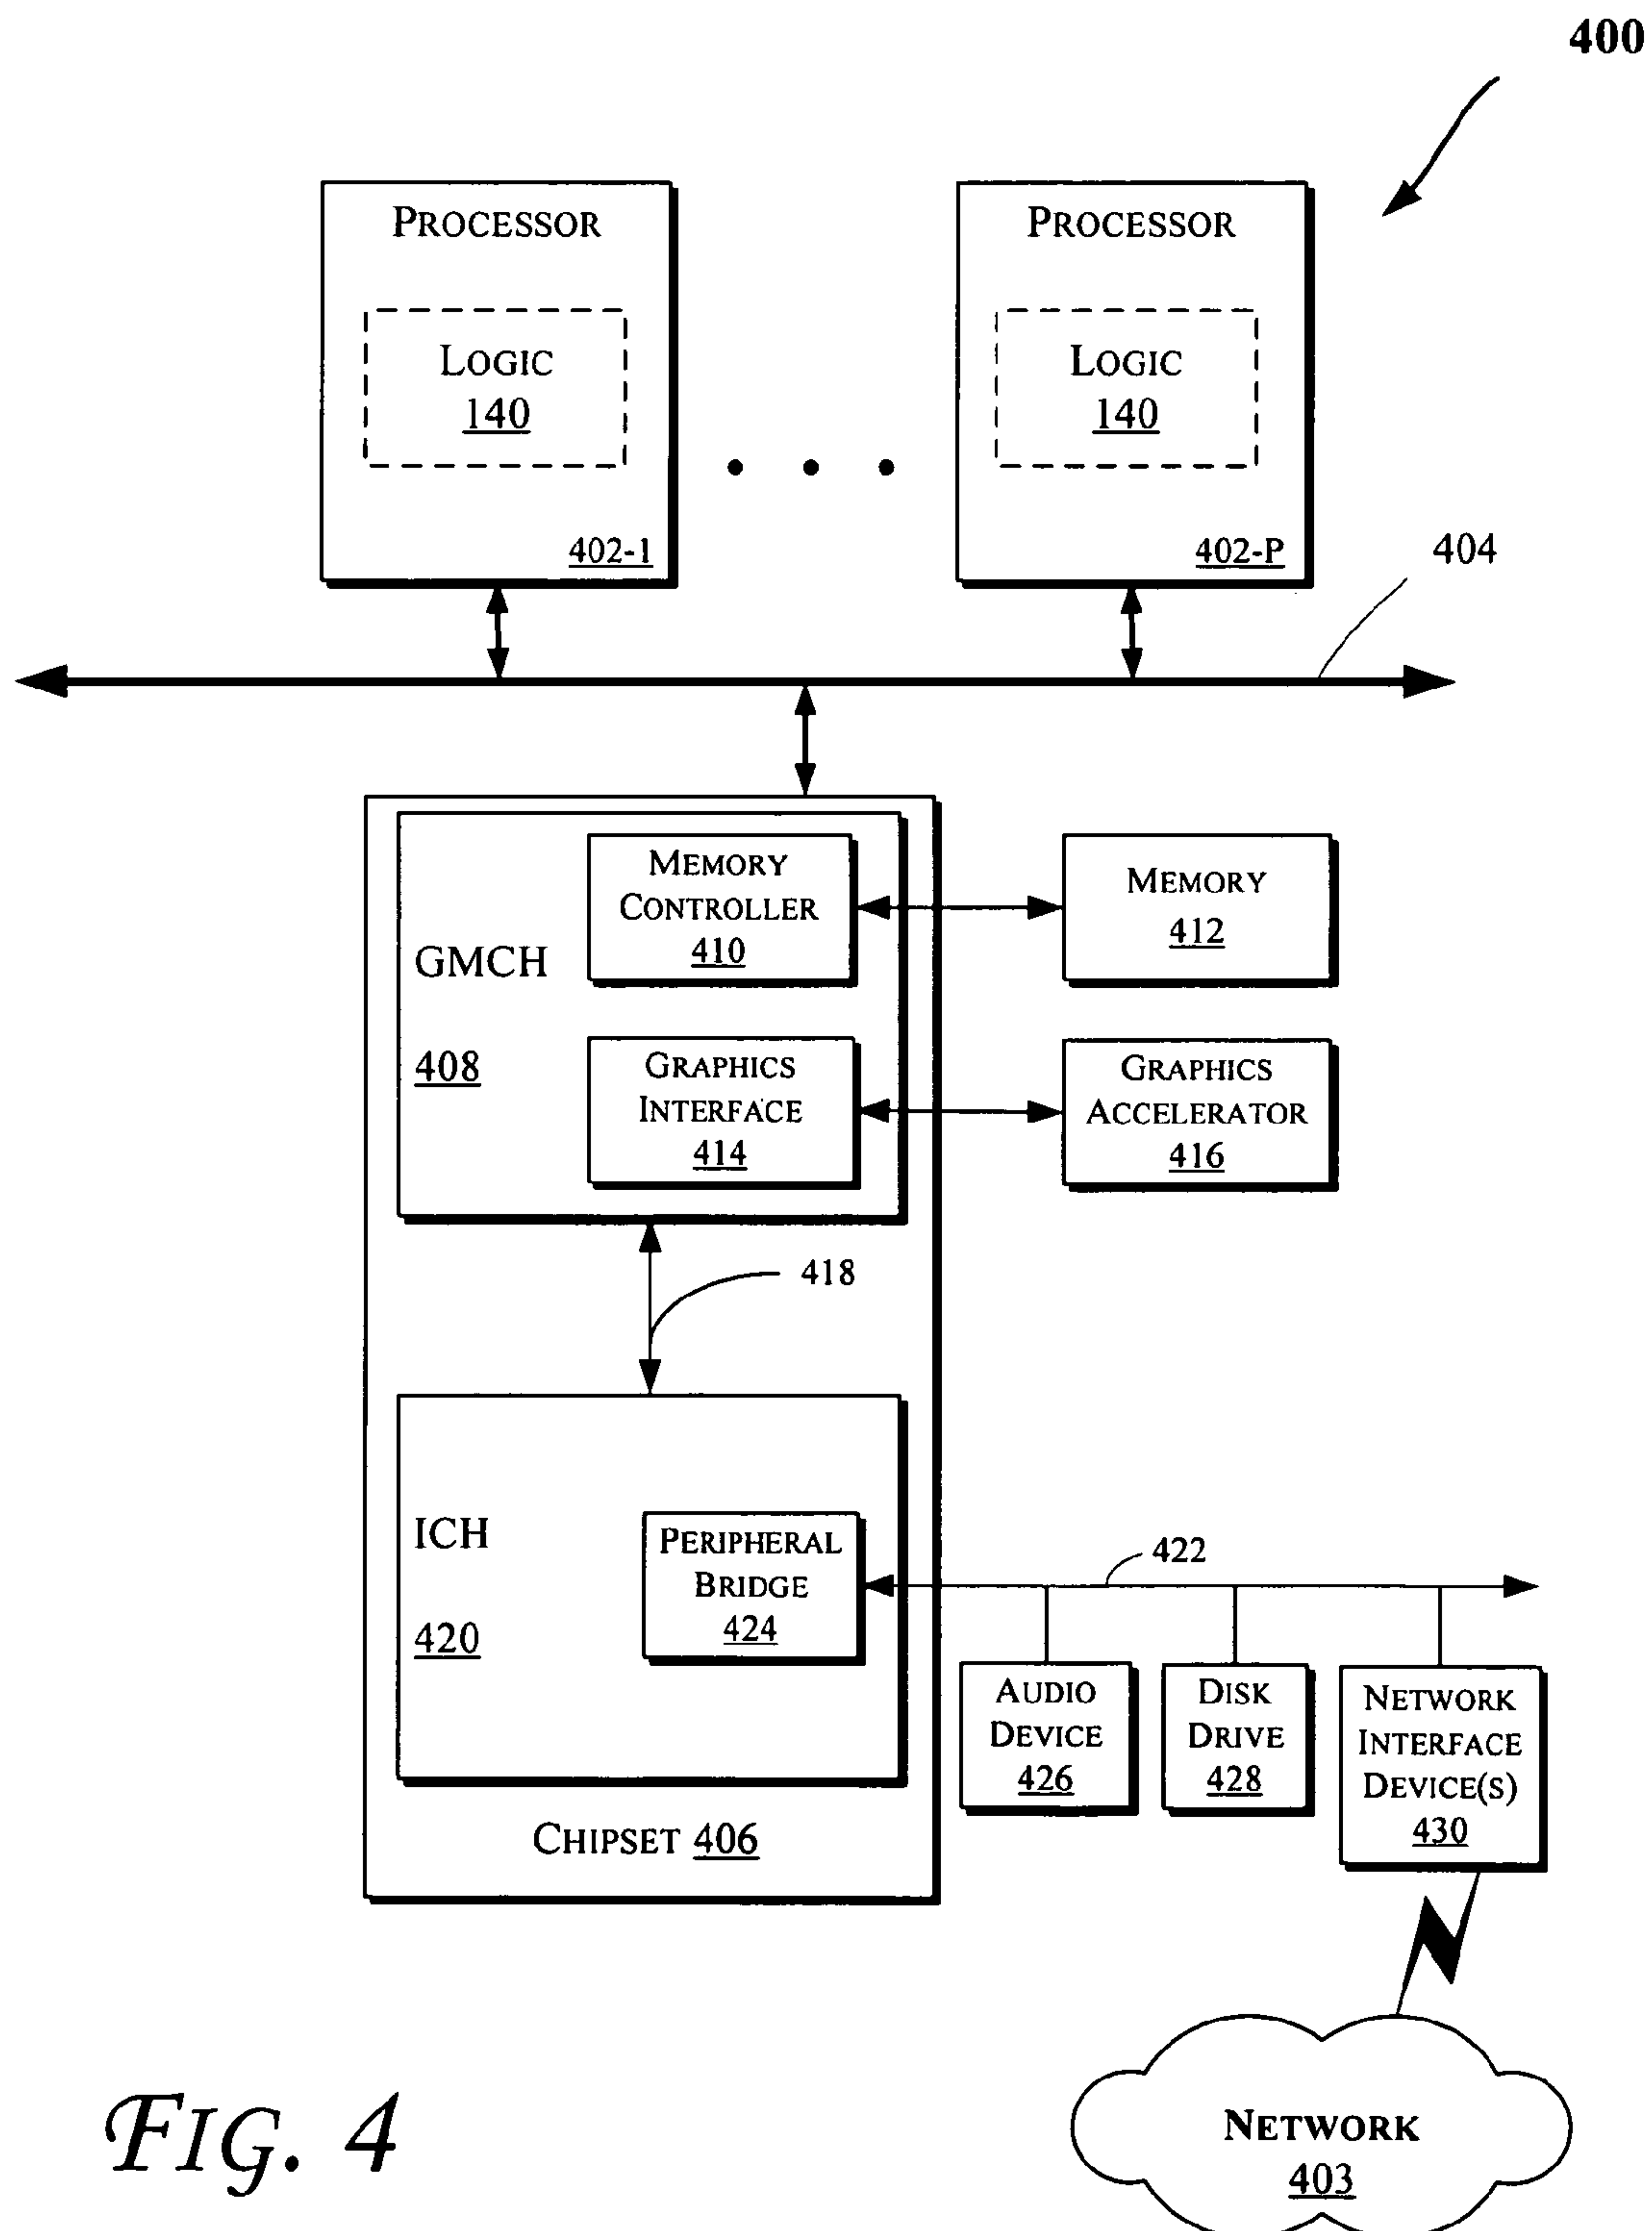 400
PROCESSOR
LOGIC
140
402-1
PROCESSOR
LOGIC
140
402-P
404
GMCH
408
MEMORY
CONTROLLER
410
MEMORY
412
GRAPHICS
INTERFACE
414
GRAPHICS
ACCELERATOR
416
418
ICH
420
PERIPHERAL
BRIDGE
424
422
AUDIO
DEVICE
426
DISK
DRIVE
428
NETWORK
INTERFACE
DEVICE(S)
430
CHIPSET 406
NETWORK
403
FIG. 4